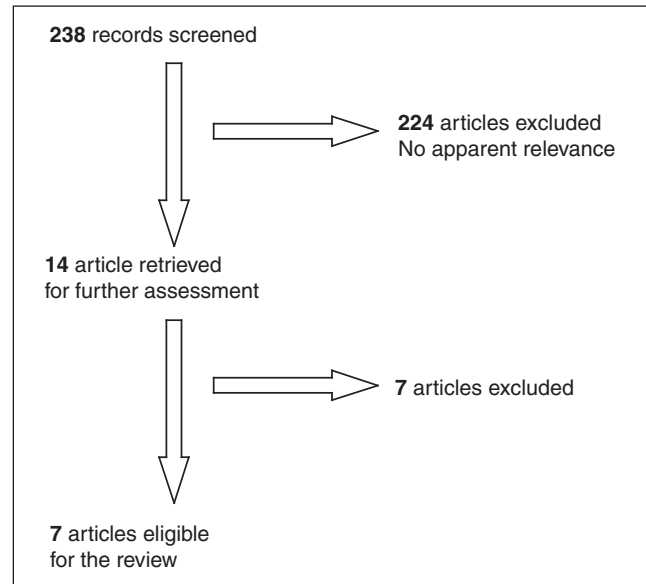 238 records screened
224 articles excluded
No apparent relevance
14 article retrieved
for further assessment
7 articles excluded
7 articles eligible
for the review